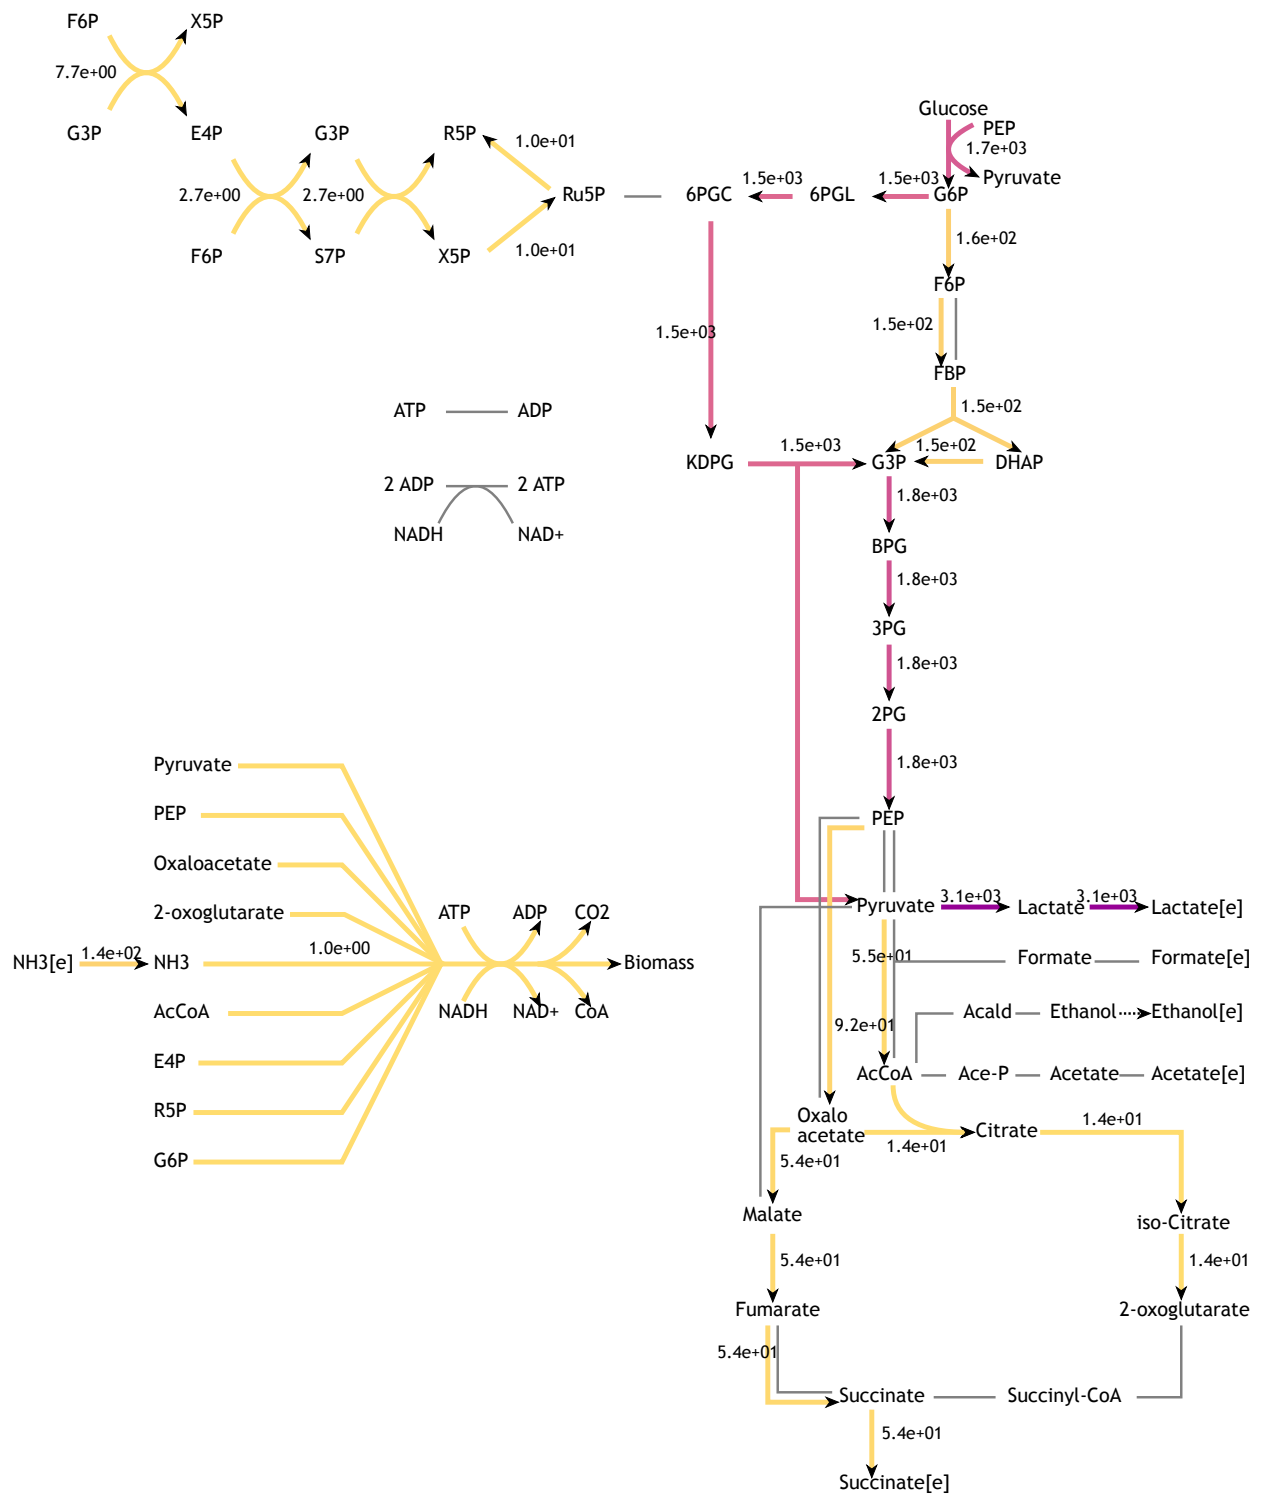 F6P
X5P
7.7e+00
G3P
E4P
G3P
R5P
1.0e+01
2.7e+00
2.7e+00
Ru5P
F6P
S7P
X5P
1.0e+01
Glucose
PEP
1.7e+03
Pyruvate
6PGC
1.5e+03
6PGL
1.5e+03
G6P
1.6e+02
F6P
1.5e+03
1.5e+02
FBP
1.5e+02
ATP
ADP
KDPG
1.5e+03
G3P
1.5e+02
DHAP
2 ADP
2 ATP
NADH
NAD+
1.8e+03
BPG
1.8e+03
3PG
1.8e+03
2PG
1.8e+03
PEP
Pyruvate
PEP
Oxaloacetate
2-oxoglutarate
NH3[e]
1.4e+02
NH3
1.0e+00
AcCoA
E4P
R5P
G6P
ATP
ADP
CO2
Biomass
NADH
NAD+
CoA
Pyruvate
3.1e+03
Lactate
3.1e+03
Lactate[e]
5.5e+01
Formate
Formate[e]
9.2e+01
Acald
Ethanol
Ethanol[e]
AcCoA
Ace-P
Acetate
Acetate[e]
Oxalo
acetate
1.4e+01
Citrate
1.4e+01
5.4e+01
Malate
iso-Citrate
5.4e+01
1.4e+01
Fumarate
2-oxoglutarate
5.4e+01
Succinate
Succinyl-CoA
5.4e+01
Succinate[e]